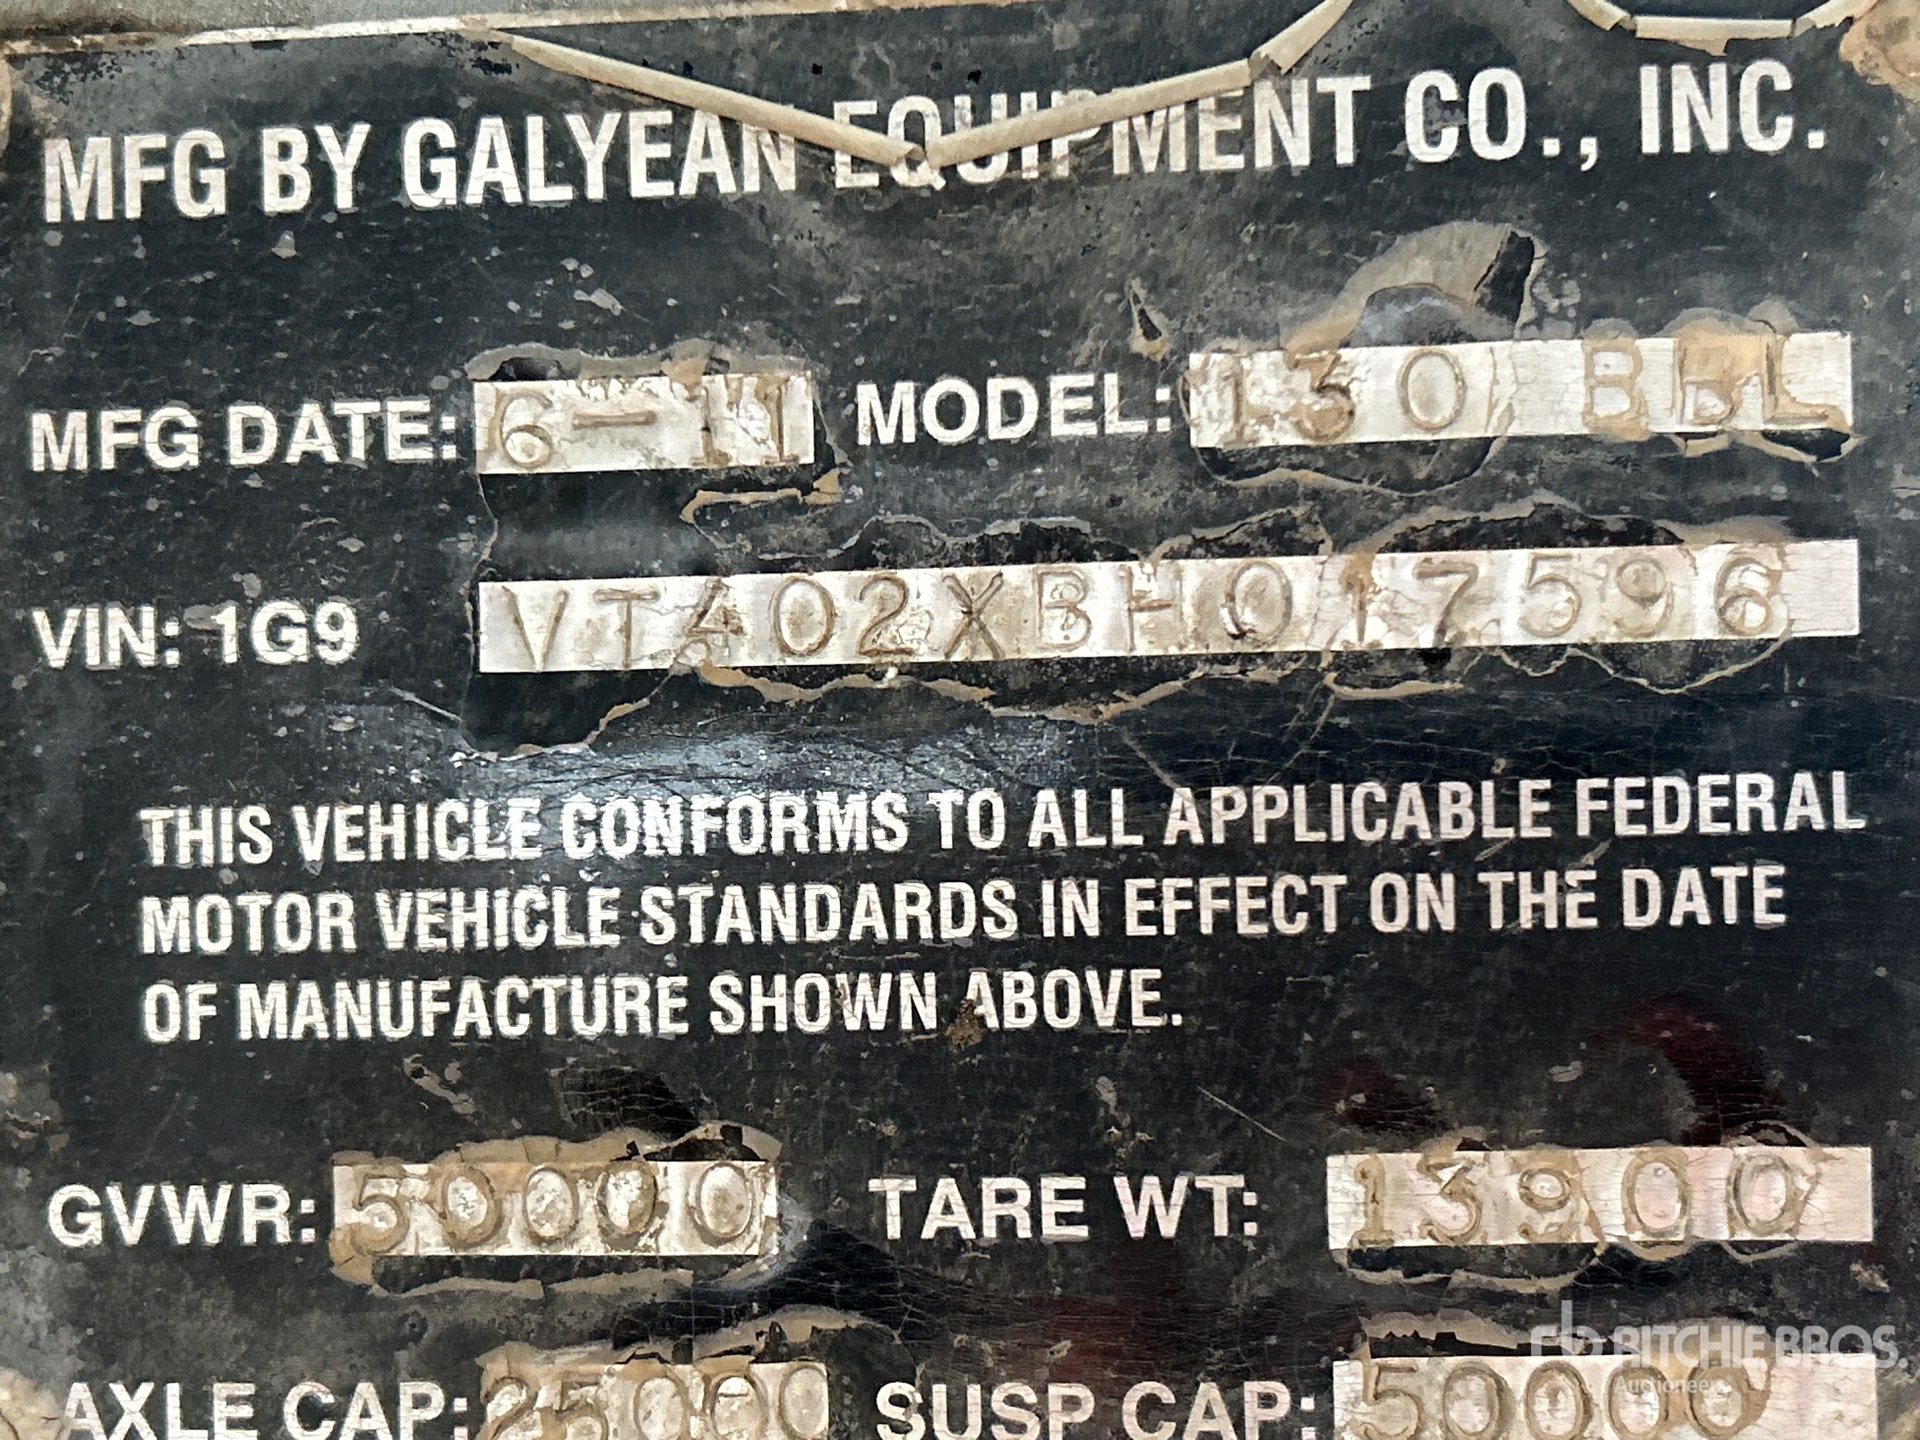 MFG BY GALYEAN EQUIPMENT CO., INC.
MFG DATE: 6-11 MODEL: 130 BBL
VIN: 1G9 VT402XBH017596
THIS VEHICLE CONFORMS TO ALL APPLICABLE FEDERAL
MOTOR VEHICLE STANDARDS IN EFFECT ON THE DATE
OF MANUFACTURE SHOWN ABOVE.
GVWR: 50000 TARE WT: 13900
AXLE CAP: 25000 SUSP CAP: 50000
rb RITCHIE BROS.
Auctioneers